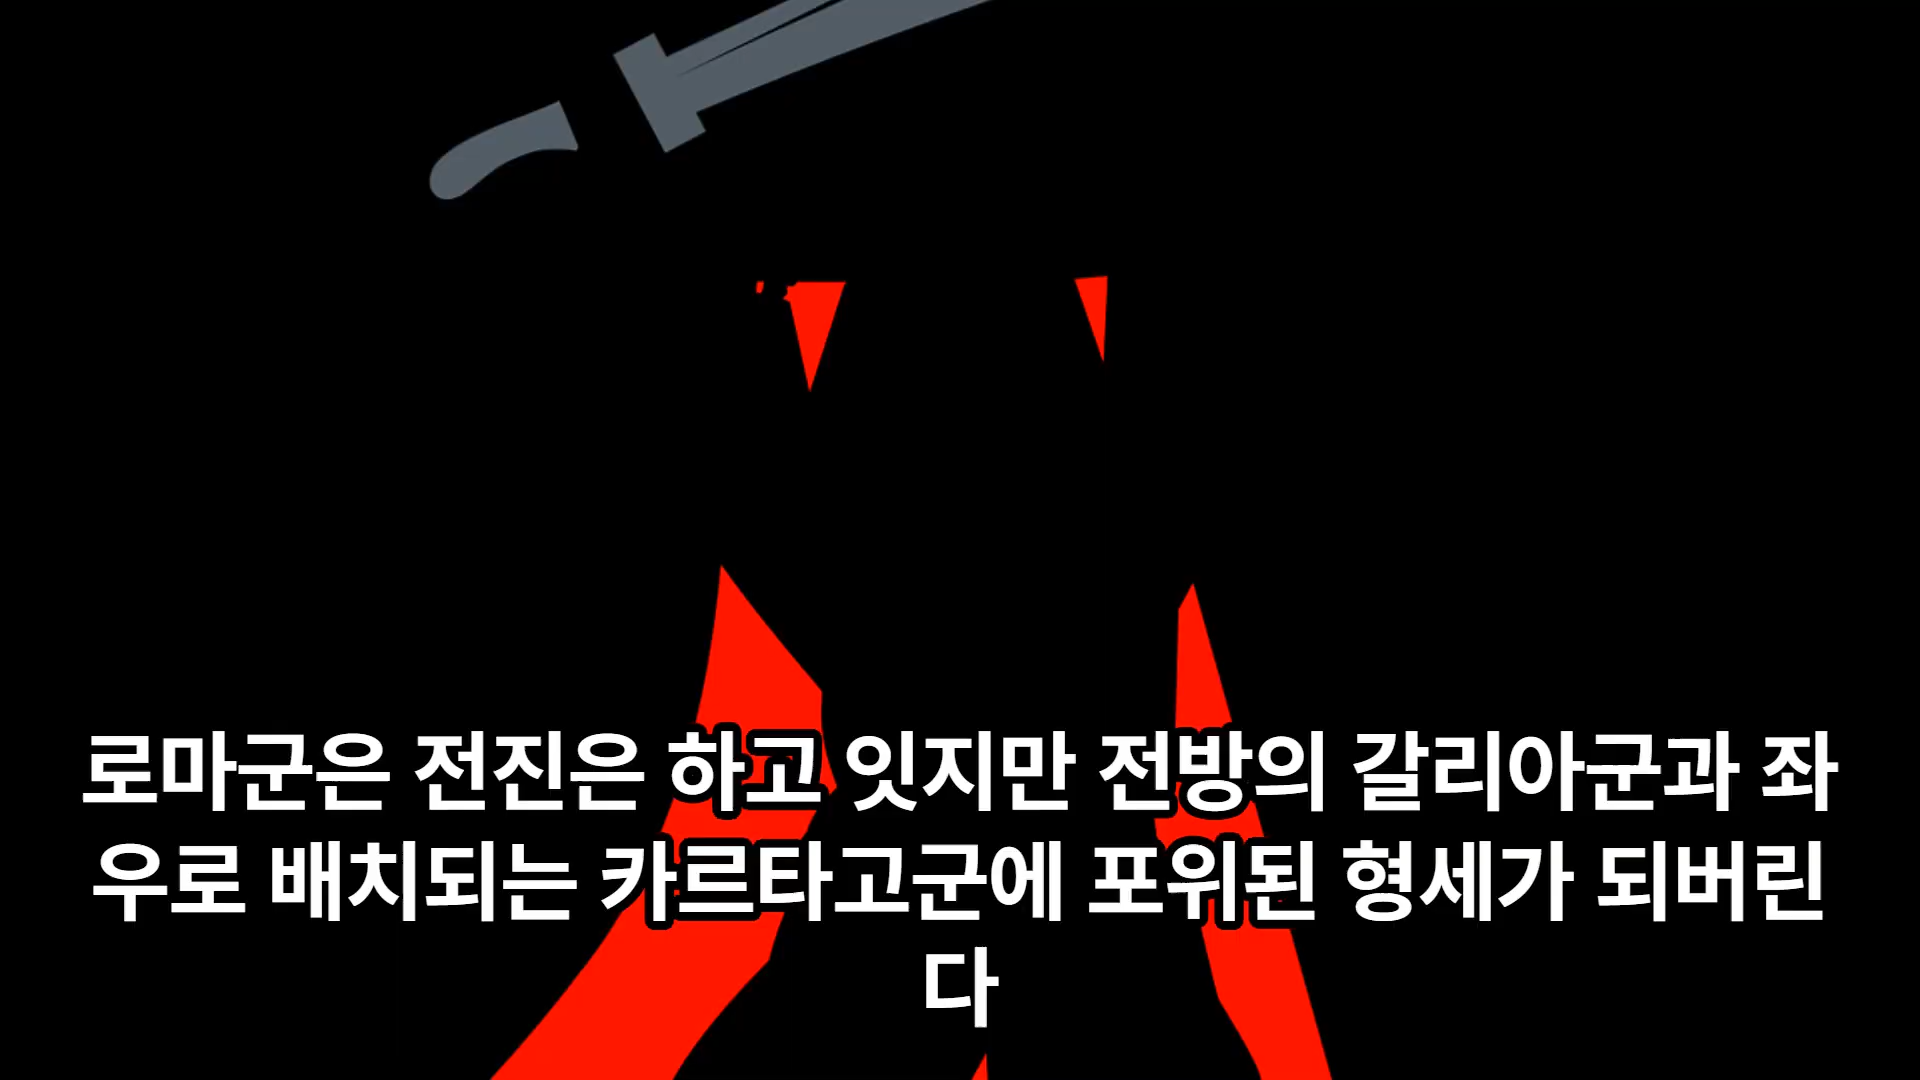 로마군은 전진은 하고 잇지만 전방의 갈리아군과 좌
우로 배치되는 카르타고군에 포위된 형세가 되버린
다